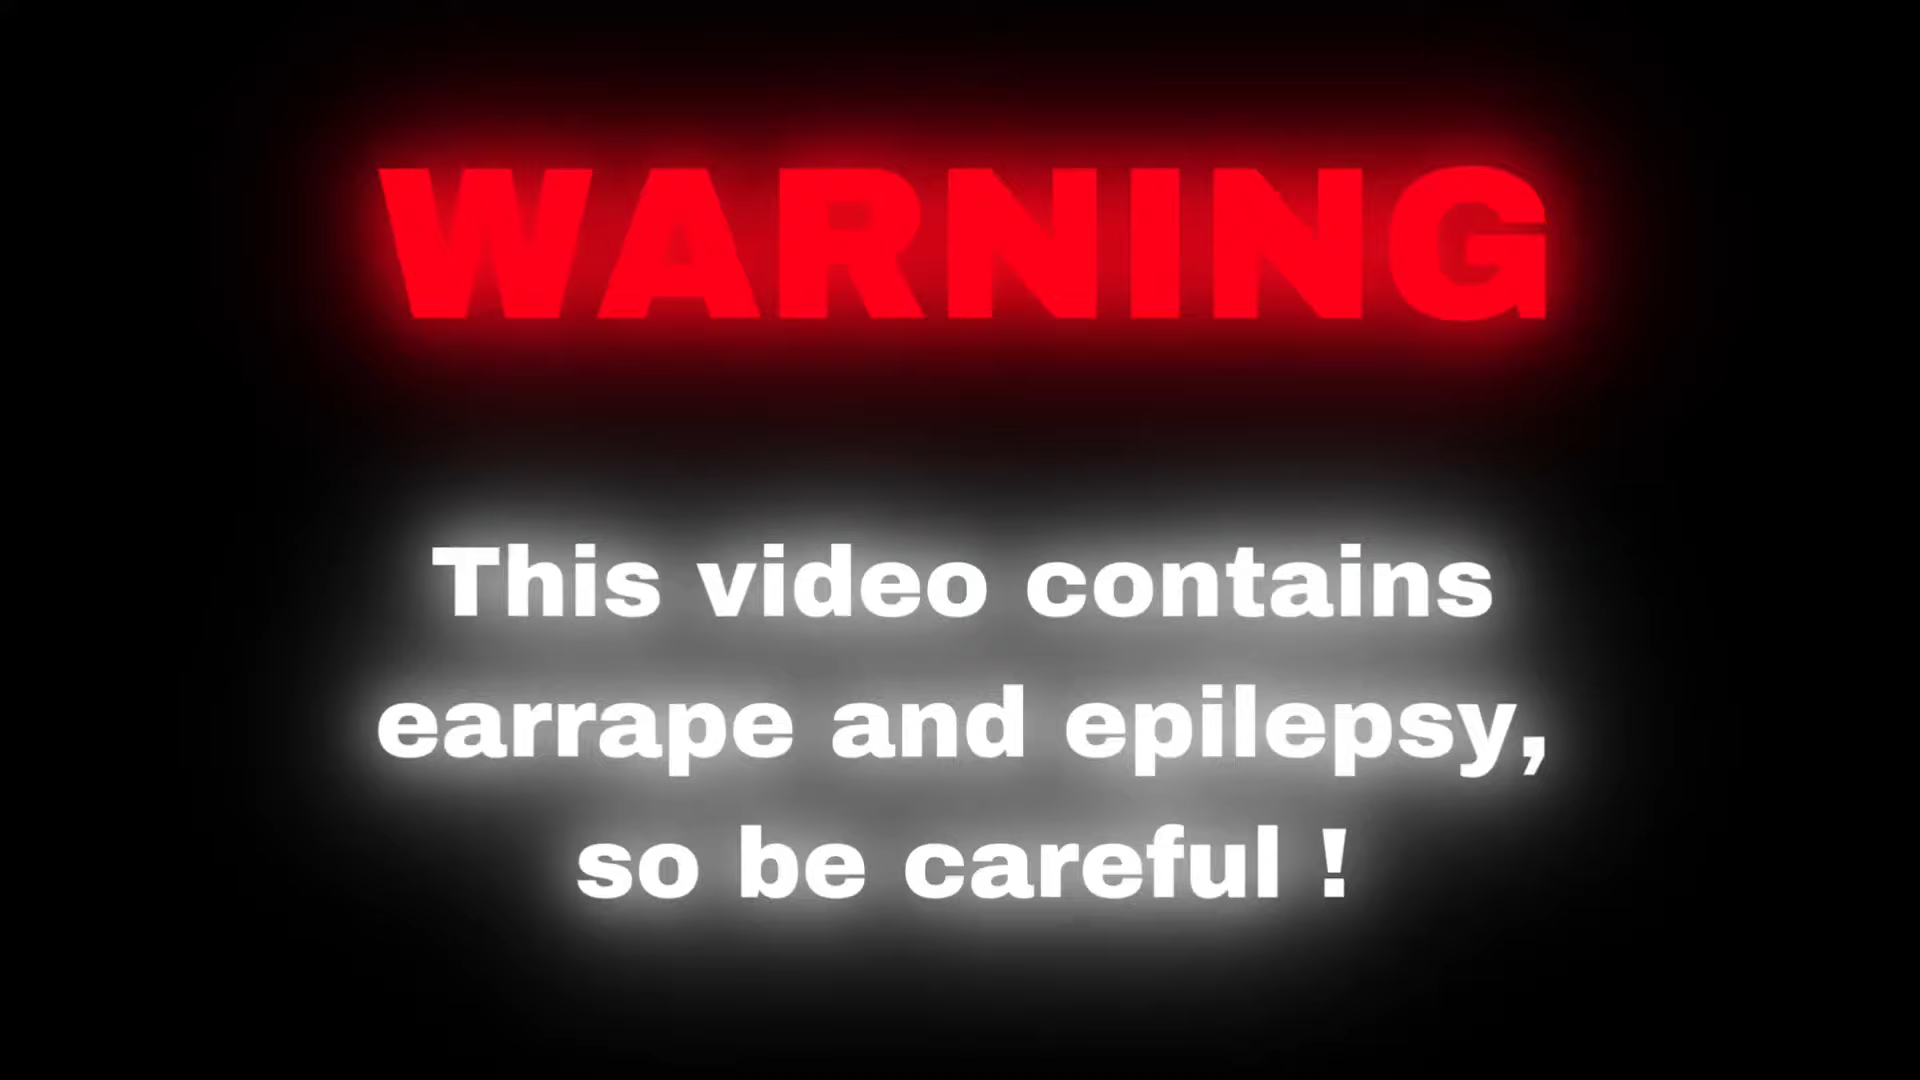 WARNING
This video contains
earrape and epilepsy,
so be careful !